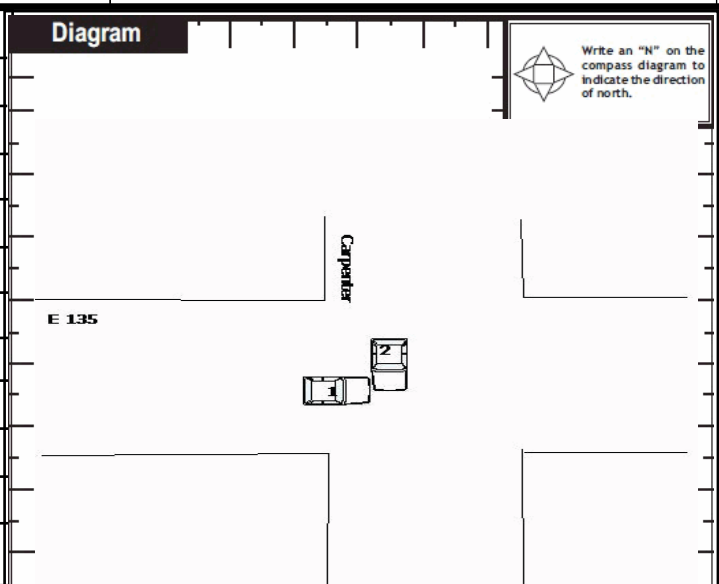 Diagram
Write an “N” on the
compass diagram to
indicate the direction
of north.
Carpenter
E 135
2
1